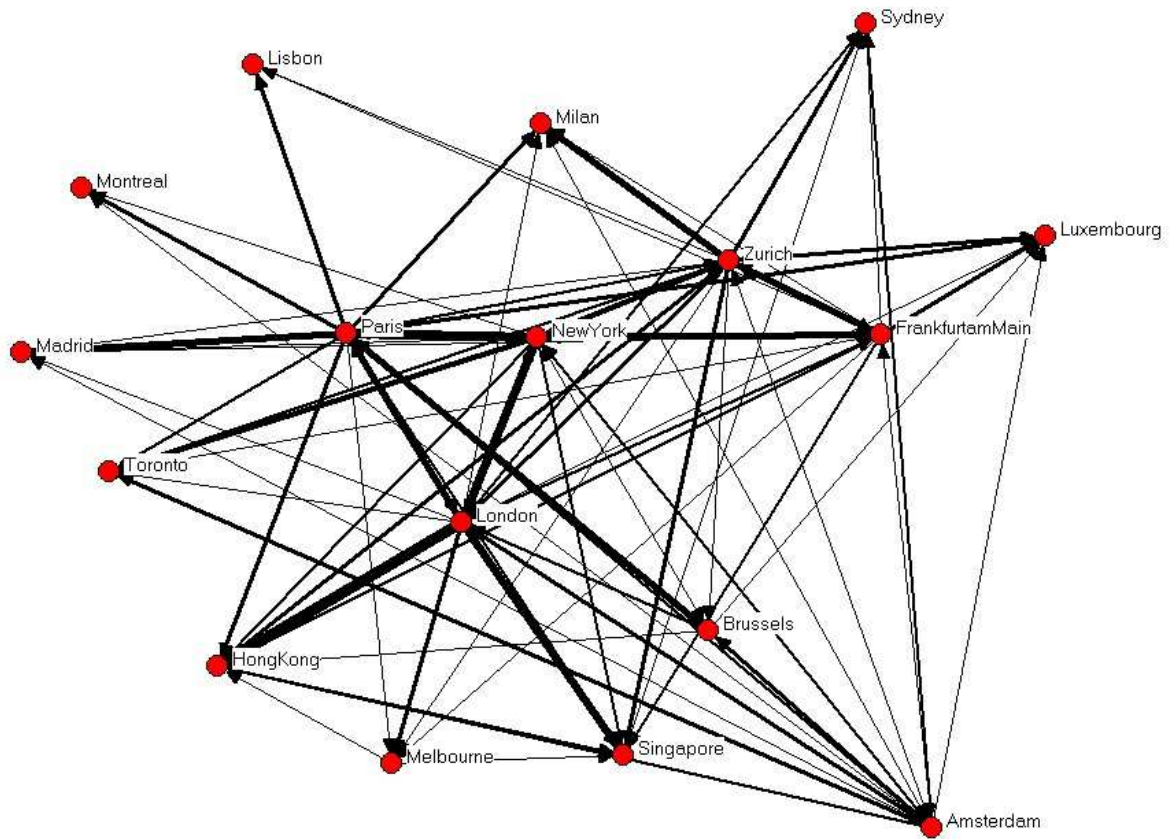 Sydney
Lisbon
Milan
Montreal
Luxembourg
Zurich
Paris
NewYork
FrankfurtamMain
Madrid
Toronto
London
Brussels
HongKong
Singapore
Melbourne
Amsterdam